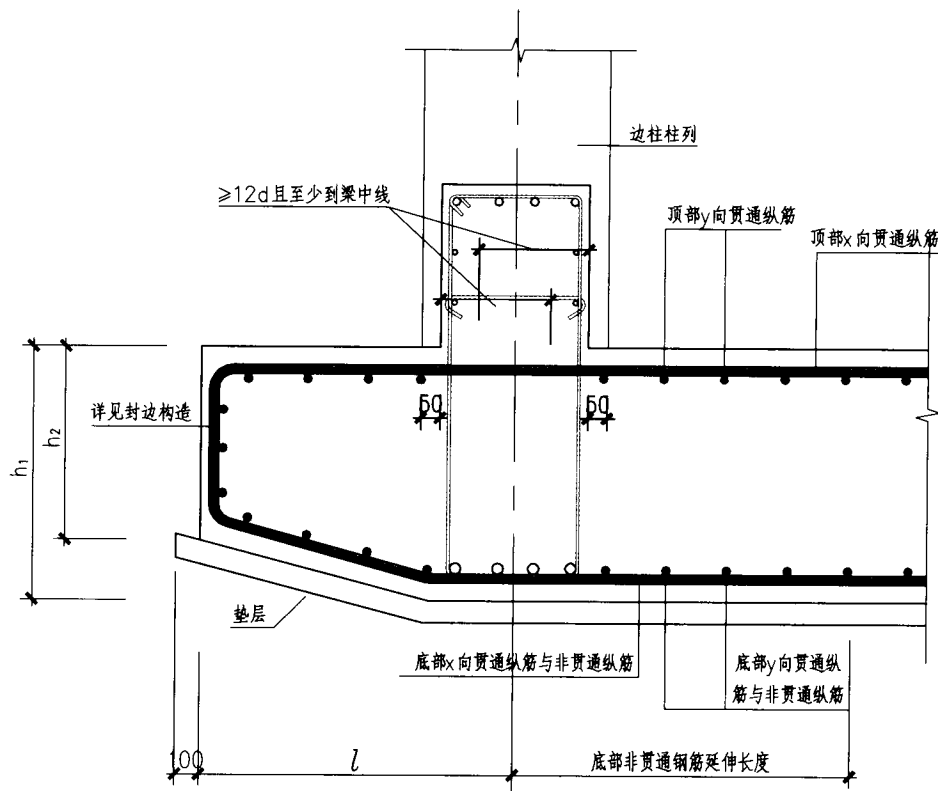 边柱柱列
≥12d且至少到梁中线
顶部y向贯通纵筋
顶部x向贯通纵筋
50
50
详见封边构造
h₂
h₁
垫层
底部x向贯通纵筋与非贯通纵筋
底部y向贯通纵
筋与非贯通纵筋
100
l
底部非贯通钢筋延伸长度